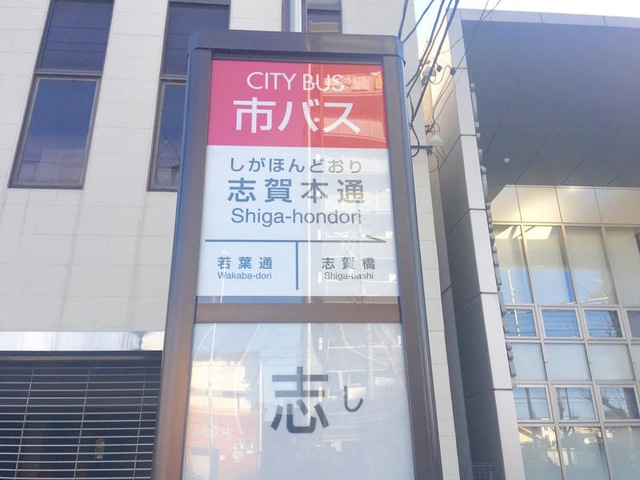 CITY BUS
市バス
しがほんどおり
志賀本通
Shiga-hondori
若葉通 志賀橋
Wakaba-dori Shiga-bashi
志 し